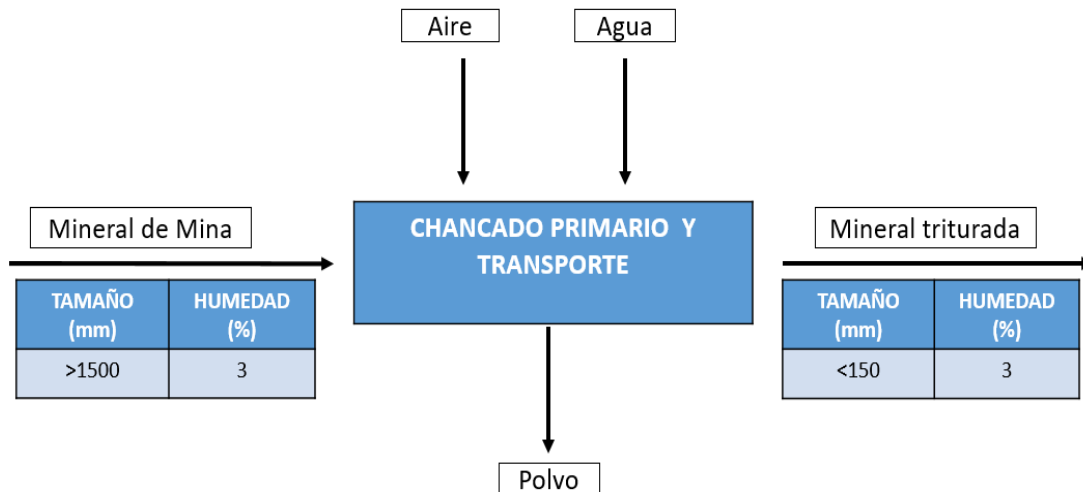 Aire
Agua
Mineral de Mina
CHANCADO PRIMARIO Y
TRANSPORTE
Mineral triturada
TAMAÑO
(mm)
HUMEDAD
(%)
>1500
3
TAMAÑO
(mm)
HUMEDAD
(%)
<150
3
Polvo